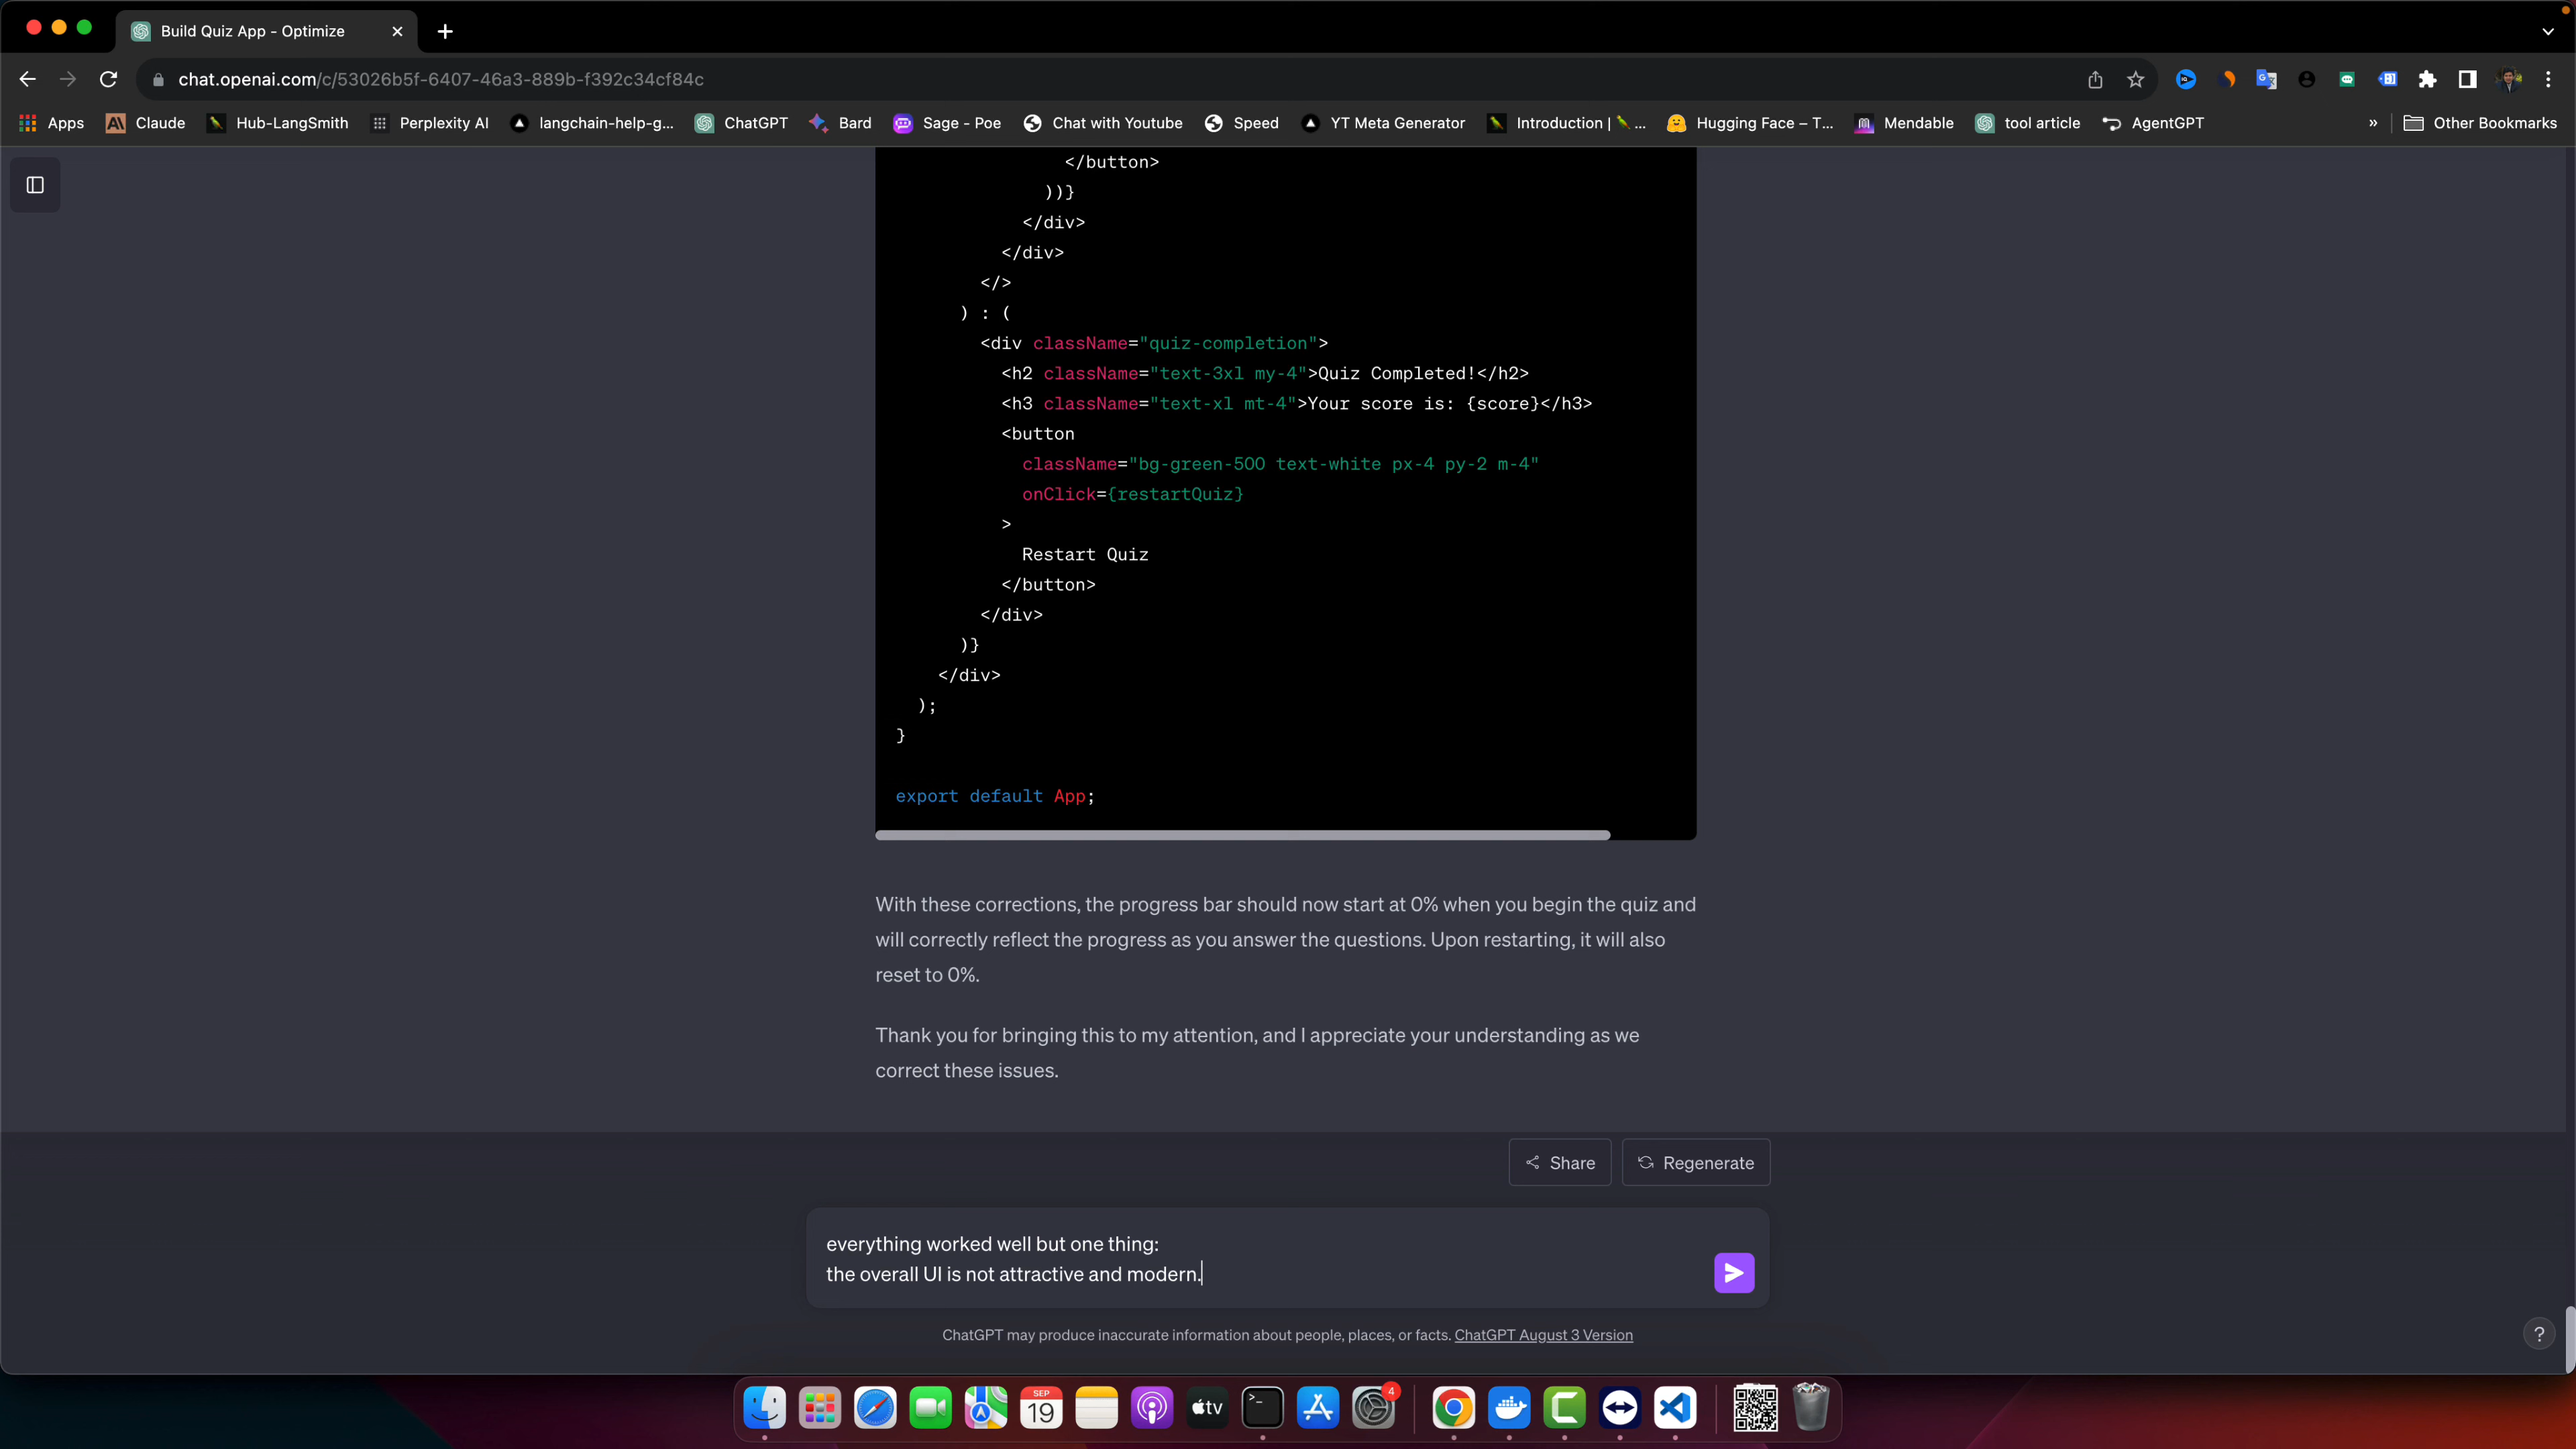 Build Quiz App - Optimize
chat.openai.com/c/53026b5f-6407-46a3-889b-f392c34cf84c
Apps Claude Hub-LangSmith Perplexity AI langchain-help-g... ChatGPT Bard Sage - Poe Chat with Youtube Speed YT Meta Generator Introduction | ... Hugging Face – T... Mendable tool article AgentGPT » Other Bookmarks
</button>
))}
</div>
</div>
</>
) : (
<div className="quiz-completion">
<h2 className="text-3xl my-4">Quiz Completed!</h2>
<h3 className="text-xl mt-4">Your score is: {score}</h3>
<button
className="bg-green-500 text-white px-4 py-2 m-4"
onClick={restartQuiz}
>
Restart Quiz
</button>
</div>
)}
</div>
);
}
export default App;
With these corrections, the progress bar should now start at 0% when you begin the quiz and
will correctly reflect the progress as you answer the questions. Upon restarting, it will also
reset to 0%.
Thank you for bringing this to my attention, and I appreciate your understanding as we
correct these issues.
Share Regenerate
everything worked well but one thing:
the overall UI is not attractive and modern.
ChatGPT may produce inaccurate information about people, places, or facts. ChatGPT August 3 Version
?
SEP
19
tv
4